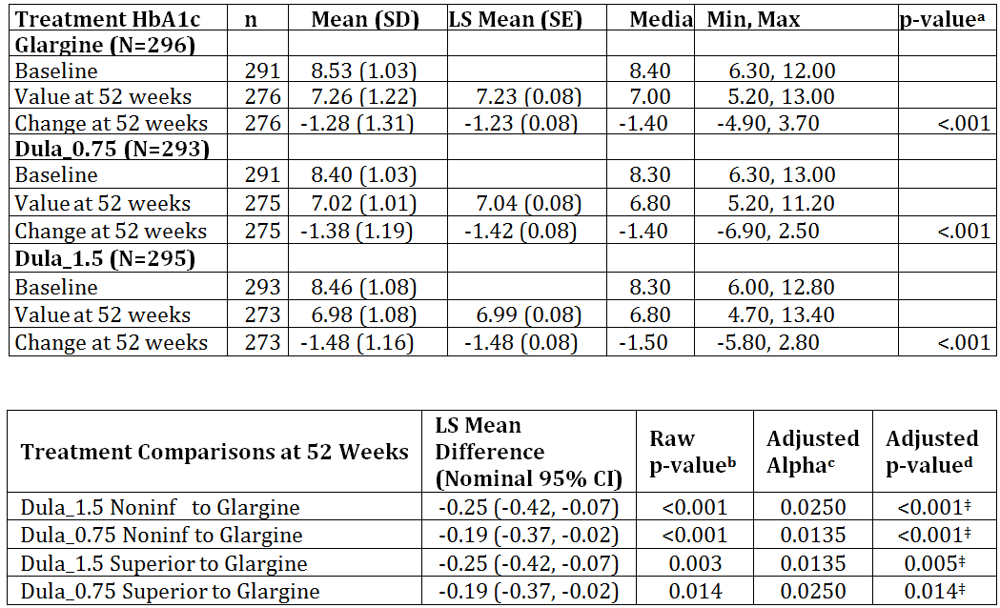 Treatment HbA1c n Mean (SD) LS Mean (SE) Media Min, Max p-valueᵃ
Glargine (N=296)
Baseline 291 8.53 (1.03) 8.40 6.30, 12.00
Value at 52 weeks 276 7.26 (1.22) 7.23 (0.08) 7.00 5.20, 13.00
Change at 52 weeks 276 -1.28 (1.31) -1.23 (0.08) -1.40 -4.90, 3.70 <.001
Dula_0.75 (N=293)
Baseline 291 8.40 (1.03) 8.30 6.30, 13.00
Value at 52 weeks 275 7.02 (1.01) 7.04 (0.08) 6.80 5.20, 11.20
Change at 52 weeks 275 -1.38 (1.19) -1.42 (0.08) -1.40 -6.90, 2.50 <.001
Dula_1.5 (N=295)
Baseline 293 8.46 (1.08) 8.30 6.00, 12.80
Value at 52 weeks 273 6.98 (1.08) 6.99 (0.08) 6.80 4.70, 13.40
Change at 52 weeks 273 -1.48 (1.16) -1.48 (0.08) -1.50 -5.80, 2.80 <.001
Treatment Comparisons at 52 Weeks
LS Mean
Difference
(Nominal 95% CI)
Raw
p-valueᵇ
Adjusted
Alphaᶜ
Adjusted
p-valueᵈ
Dula_1.5 Noninf to Glargine -0.25 (-0.42, -0.07) <0.001 0.0250 <0.001‡
Dula_0.75 Noninf to Glargine -0.19 (-0.37, -0.02) <0.001 0.0135 <0.001‡
Dula_1.5 Superior to Glargine -0.25 (-0.42, -0.07) 0.003 0.0135 0.005‡
Dula_0.75 Superior to Glargine -0.19 (-0.37, -0.02) 0.014 0.0250 0.014‡